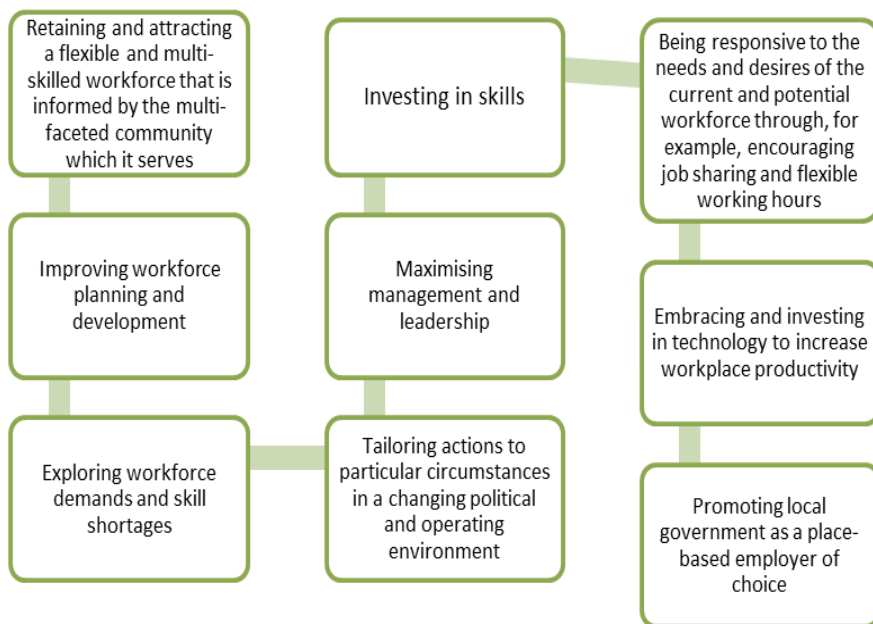 Retaining and attracting
a flexible and multi-
skilled workforce that is
informed by the multi-
faceted community
which it serves
Improving workforce
planning and
development
Exploring workforce
demands and skill
shortages
Tailoring actions to
particular circumstances
in a changing political
and operating
environment
Maximising
management and
leadership
Investing in skills
Being responsive to the
needs and desires of the
current and potential
workforce through, for
example, encouraging
job sharing and flexible
working hours
Embracing and investing
in technology to increase
workplace productivity
Promoting local
government as a place-
based employer of
choice